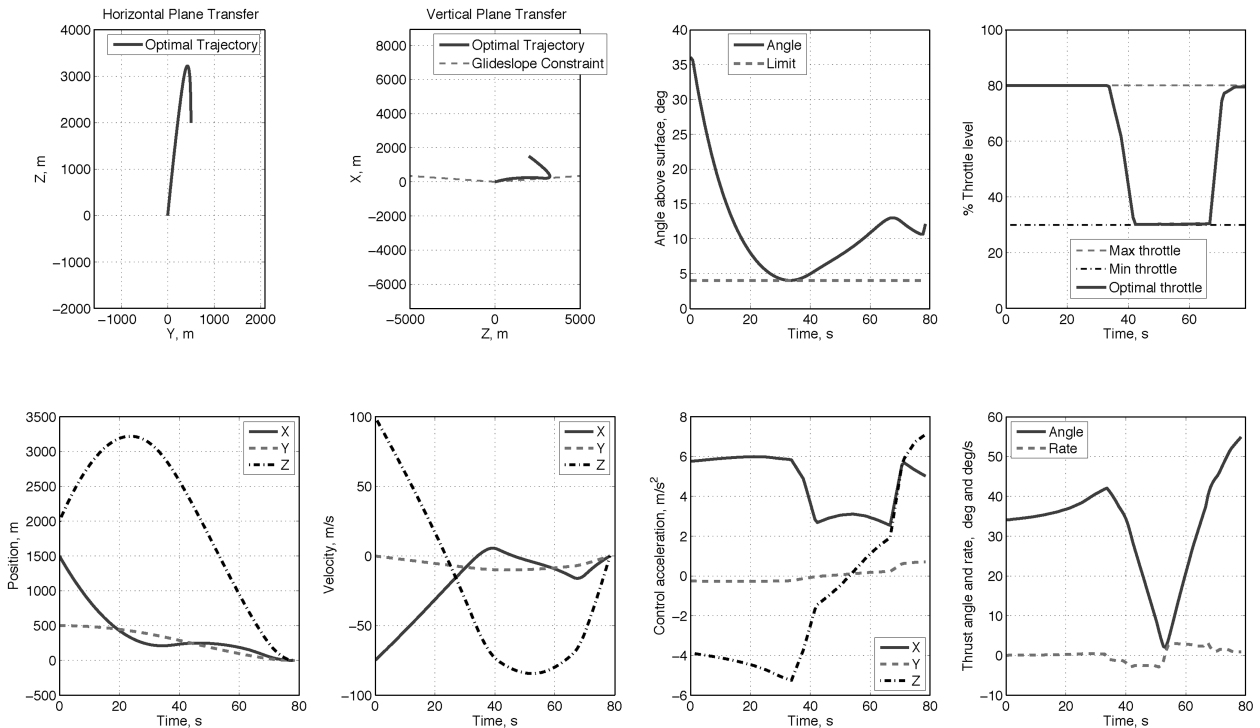 Horizontal Plane Transfer
4000
3000
2000
1000
0
−1000
−2000
Z, m
−1000 0 1000 2000
Y, m
Optimal Trajectory
Vertical Plane Transfer
8000
6000
4000
2000
0
−2000
−4000
−6000
X, m
−5000 0 5000
Z, m
Optimal Trajectory
Glideslope Constraint
40
35
30
25
20
15
10
5
0
Angle above surface, deg
0 20 40 60 80
Time, s
Angle
Limit
100
80
60
40
20
0
% Throttle level
0 20 40 60
Time, s
Max throttle
Min throttle
Optimal throttle
3500
3000
2500
2000
1500
1000
500
0
−500
Position, m
0 20 40 60 80
Time, s
X
Y
Z
100
50
0
−50
−100
Velocity, m/s
0 20 40 60 80
Time, s
X
Y
Z
8
6
4
2
0
−2
−4
−6
Control acceleration, m/s²
0 20 40 60 80
Time, s
X
Y
Z
60
50
40
30
20
10
0
−10
Thrust angle and rate, deg and deg/s
0 20 40 60 80
Time, s
Angle
Rate